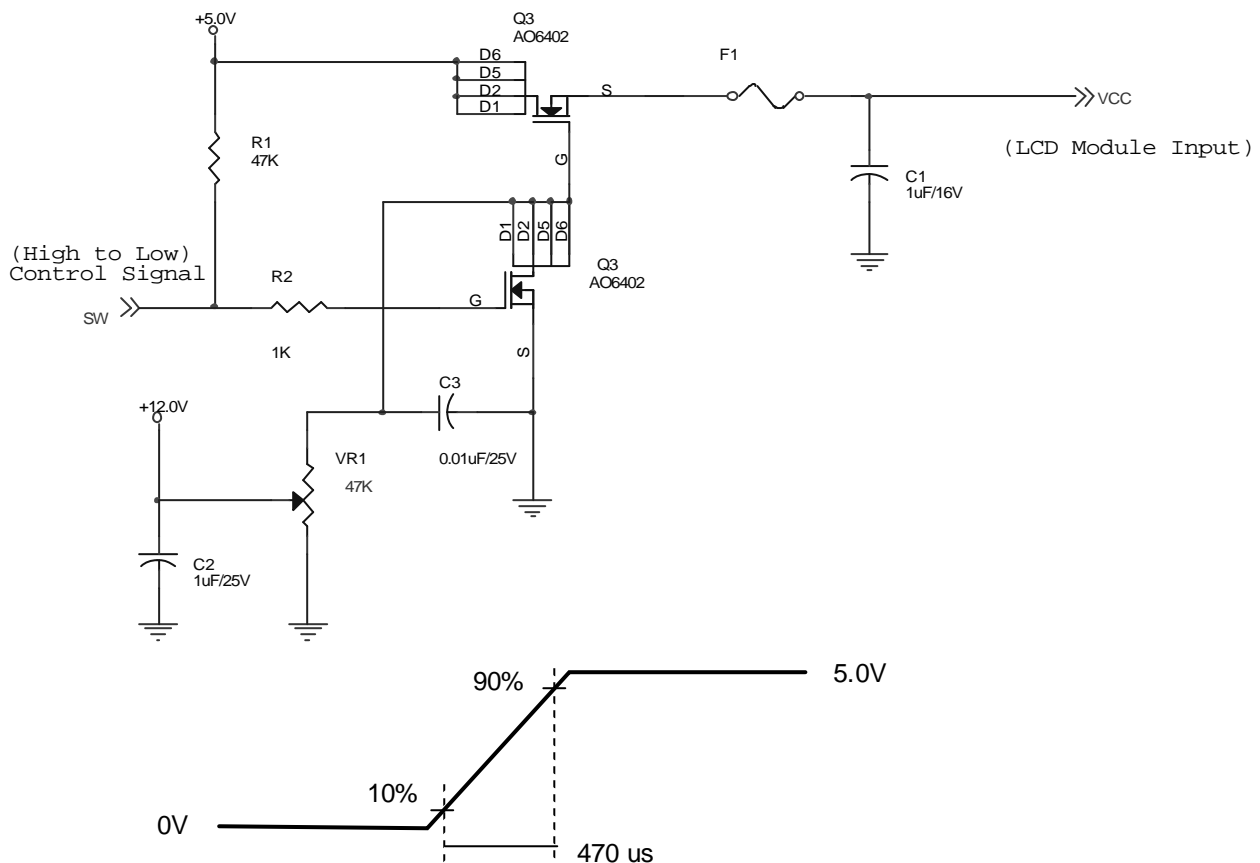 +5.0V
Q3
AO6402
D6
D5
D2
D1
S
F1
VCC
(LCD Module Input)
R1
47K
G
C1
1uF/16V
D1
D2
D5
D6
(High to Low)
Control Signal
SW
R2
1K
G
Q3
AO6402
S
C3
0.01uF/25V
+12.0V
VR1
47K
C2
1uF/25V
90%
5.0V
10%
0V
470 us